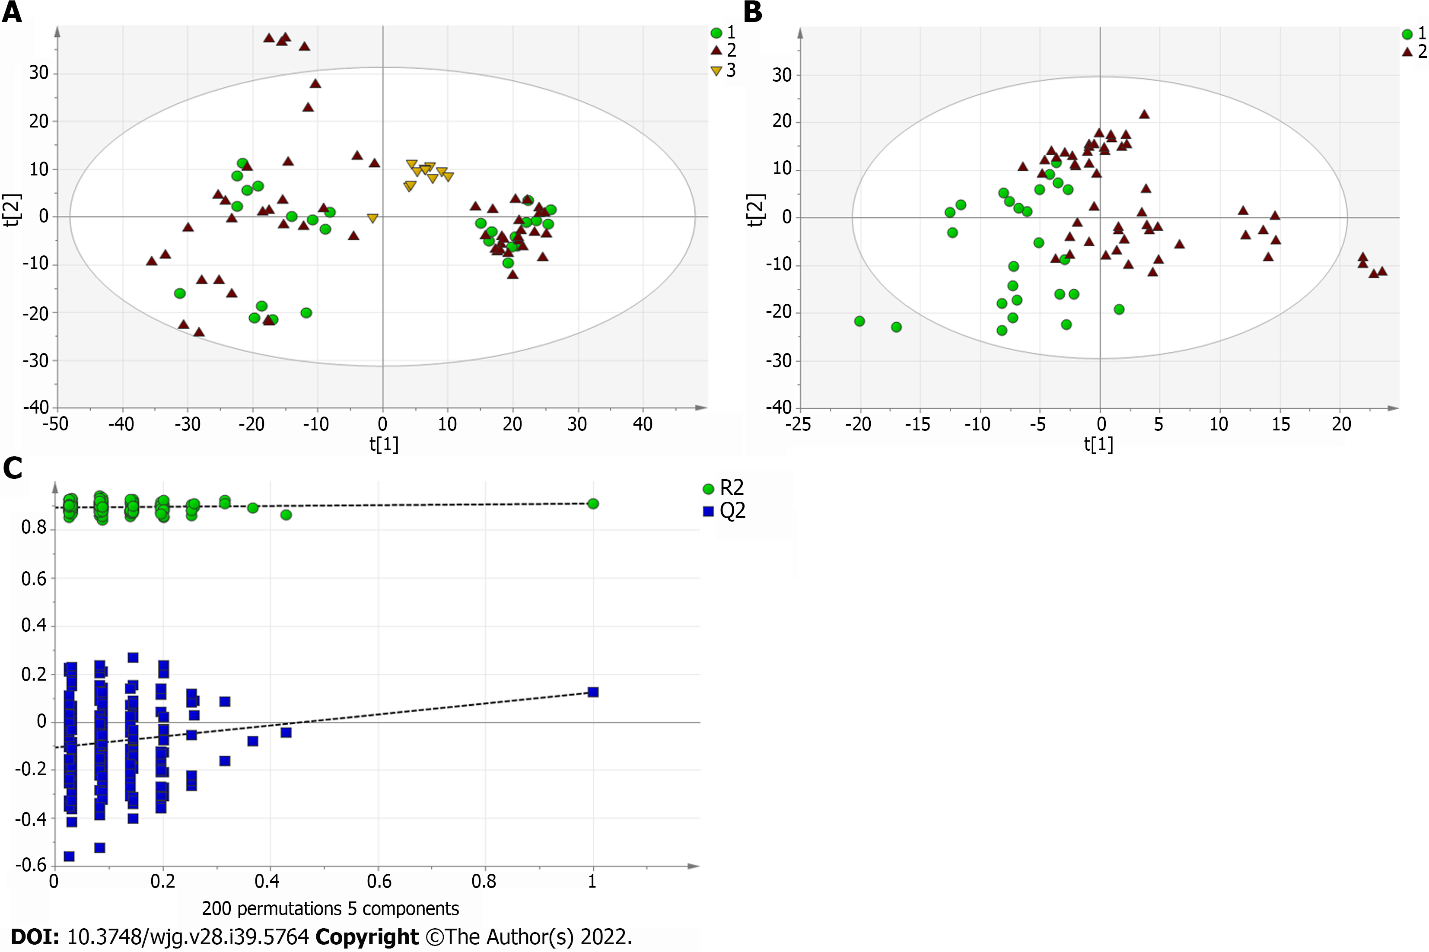 A
1
2
3
30
20
10
0
-10
-20
-30
-40
t[2]
-50 -40 -30 -20 -10 0 10 20 30 40
t[1]
B
1
2
30
20
10
0
-10
-20
-30
-40
t[2]
-25 -20 -15 -10 -5 0 5 10 15 20
t[1]
C
R2
Q2
0.8
0.6
0.4
0.2
0
-0.2
-0.4
-0.6
0 0.2 0.4 0.6 0.8 1
200 permutations 5 components
DOI: 10.3748/wjg.v28.i39.5764 Copyright ©The Author(s) 2022.